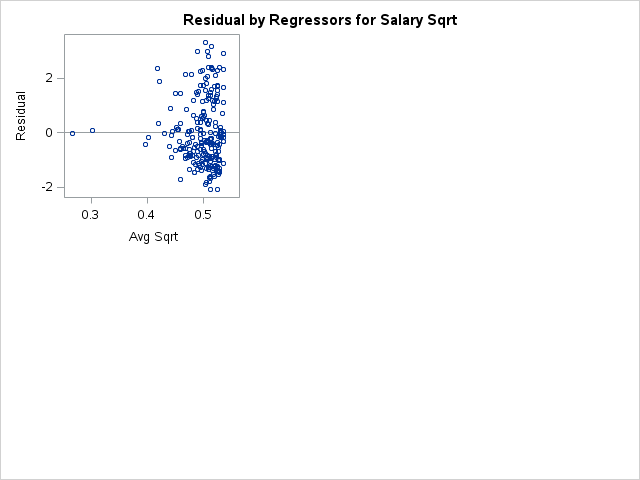 Residual by Regressors for Salary Sqrt
Residual
2
0
-2
0.3 0.4 0.5
Avg Sqrt